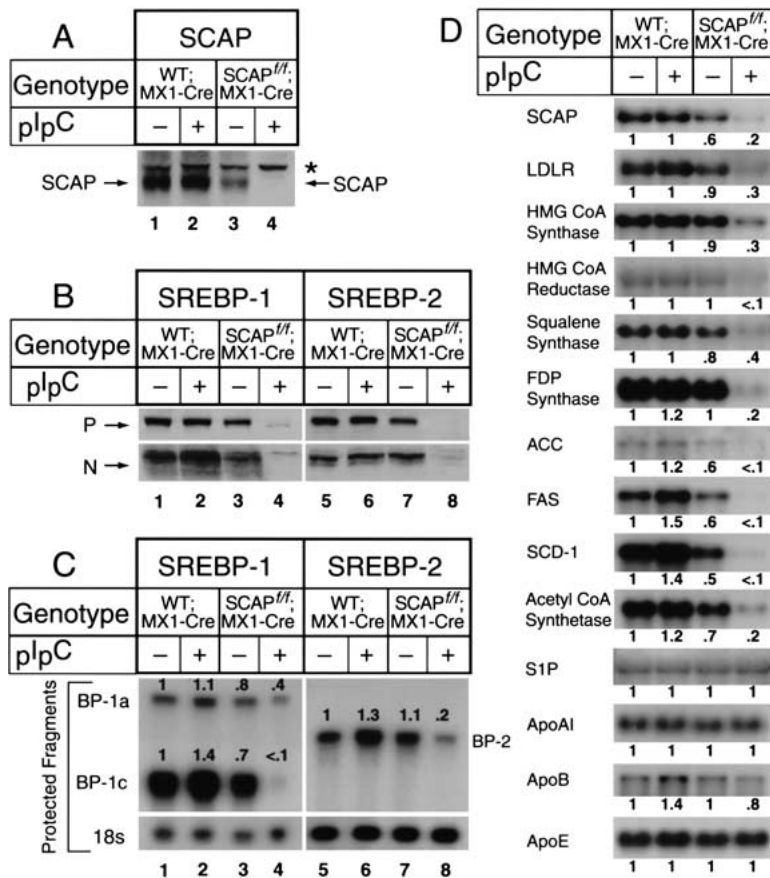 A
SCAP
Genotype
WT; MX1-Cre
SCAP f/f; MX1-Cre
pIpC
− + − +
*
SCAP
SCAP
1 2 3 4
B
SREBP-1 SREBP-2
Genotype
WT; MX1-Cre
SCAP f/f; MX1-Cre
WT; MX1-Cre
SCAP f/f; MX1-Cre
pIpC
− + − + − + − +
P
N
1 2 3 4 5 6 7 8
C
SREBP-1 SREBP-2
Genotype
WT; MX1-Cre
SCAP f/f; MX1-Cre
WT; MX1-Cre
SCAP f/f; MX1-Cre
pIpC
− + − + − + − +
Protected Fragments
BP-1a
1 1.1 .8 .4
BP-1c
1 1.4 .7 <.1
18s
1 1.3 1.1 .2
BP-2
1 2 3 4 5 6 7 8
D
Genotype
WT; MX1-Cre
SCAP f/f; MX1-Cre
pIpC
− + − +
SCAP
1 1 .6 .2
LDLR
1 1 .9 .3
HMG CoA
Synthase
1 1 .9 .3
HMG CoA
Reductase
1 1 1 <.1
Squalene
Synthase
1 1 .8 .4
FDP
Synthase
1 1.2 1 .2
ACC
1 1.2 .6 <.1
FAS
1 1.5 .6 <.1
SCD-1
1 1.4 .5 <.1
Acetyl CoA
Synthetase
1 1.2 .7 .2
S1P
1 1 1 1
ApoAI
1 1 1 1
ApoB
1 1.4 1 .8
ApoE
1 1 1 1